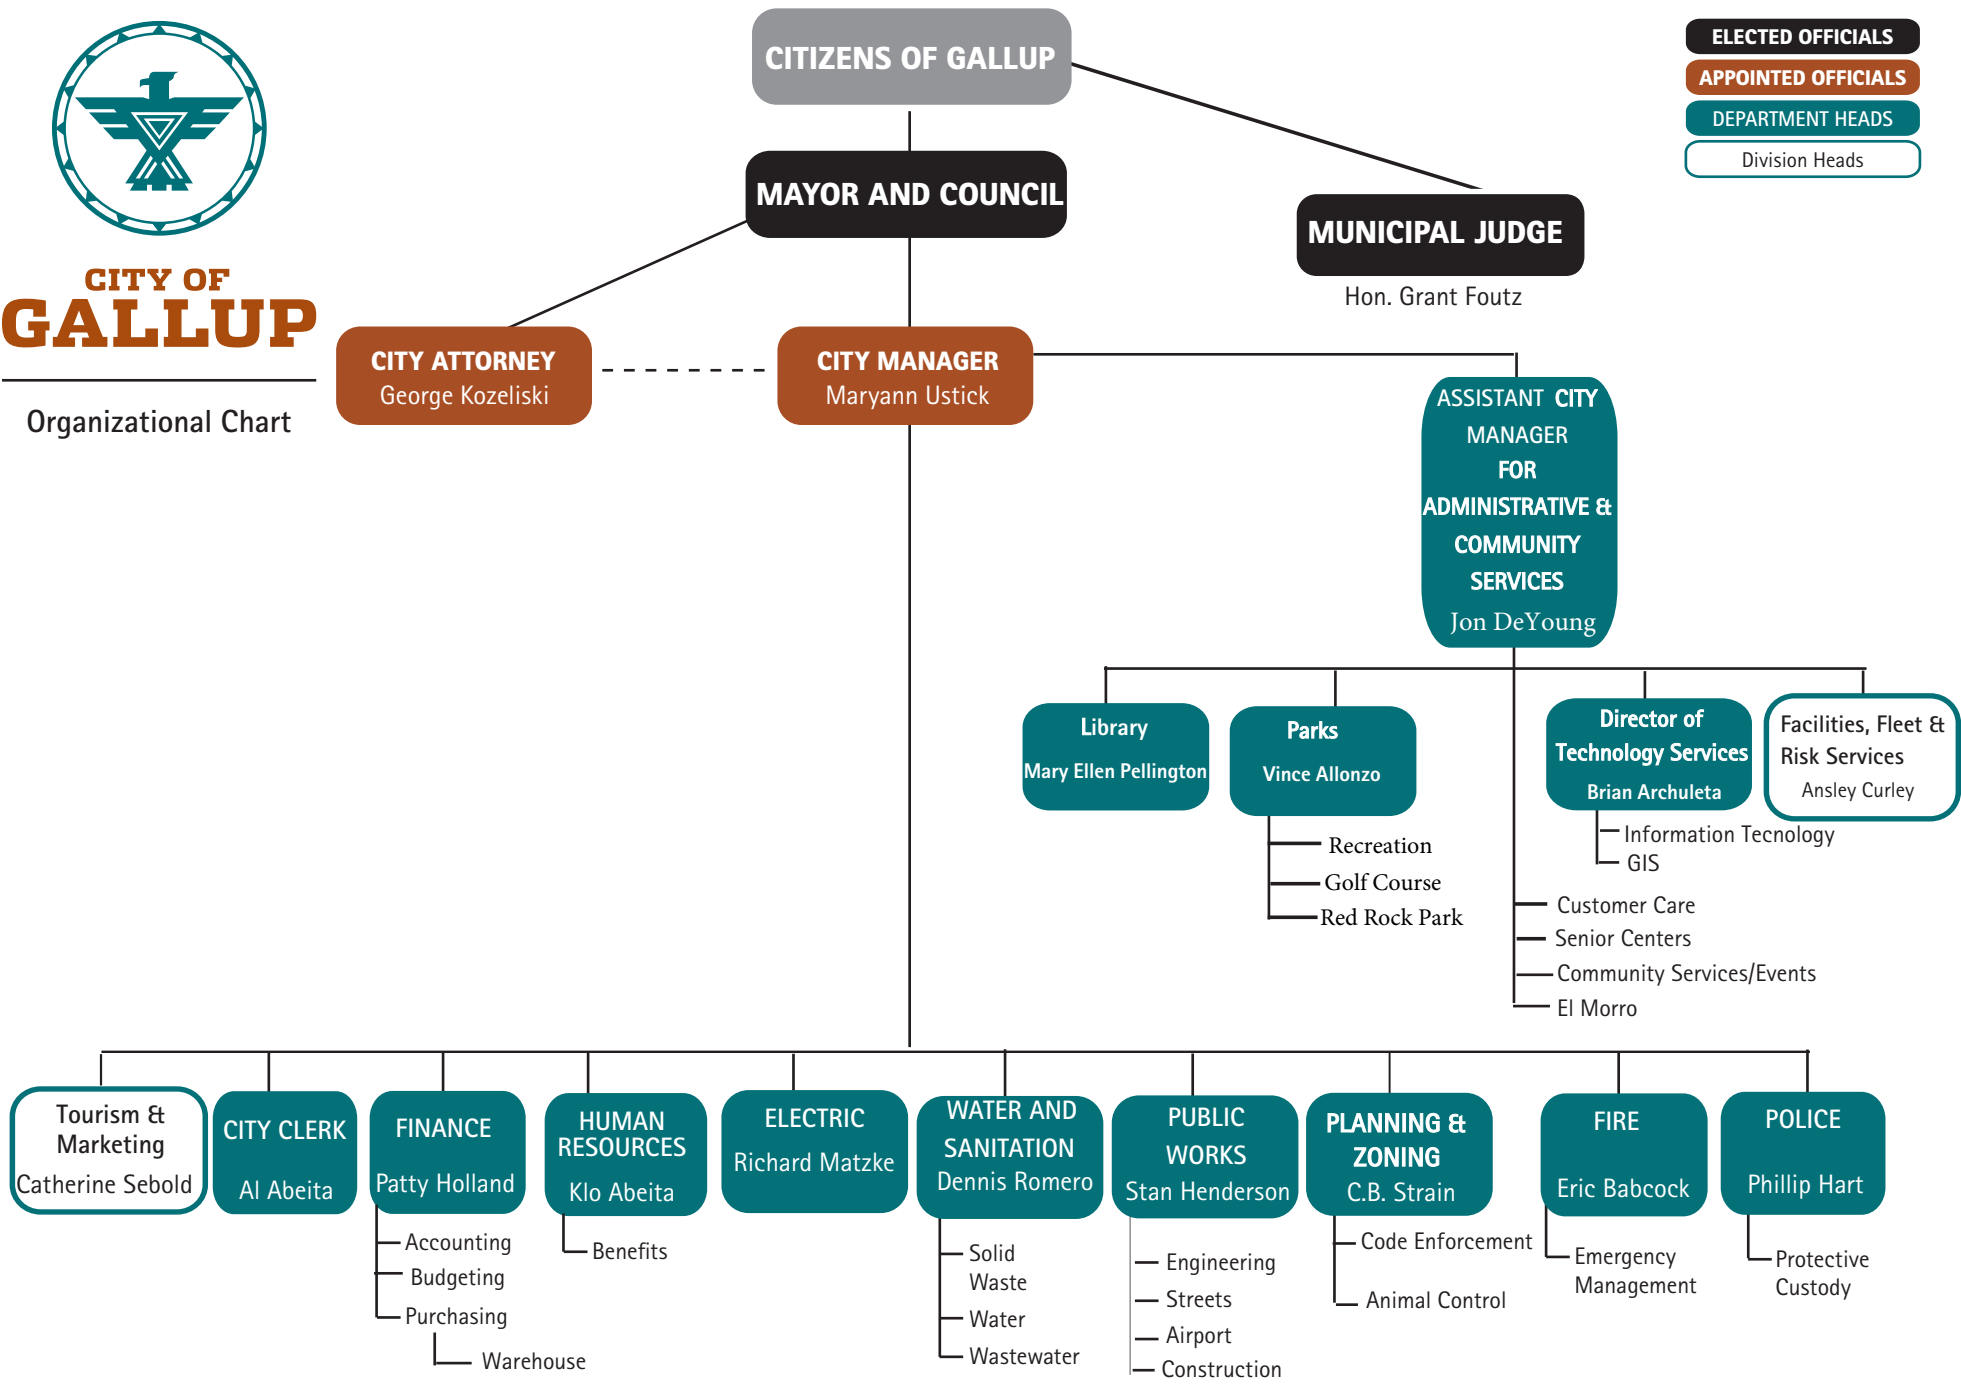 CITIZENS OF GALLUP
ELECTED OFFICIALS
APPOINTED OFFICIALS
DEPARTMENT HEADS
Division Heads
CITY OF
GALLUP
Organizational Chart
MAYOR AND COUNCIL
MUNICIPAL JUDGE
Hon. Grant Foutz
CITY ATTORNEY
George Kozeliski
CITY MANAGER
Maryann Ustick
ASSISTANT CITY
MANAGER
FOR
ADMINISTRATIVE &
COMMUNITY
SERVICES
Jon DeYoung
Library
Mary Ellen Pellington
Parks
Vince Allonzo
Recreation
Golf Course
Red Rock Park
Director of
Technology Services
Brian Archuleta
Information Tecnology
GIS
Facilities, Fleet &
Risk Services
Ansley Curley
Customer Care
Senior Centers
Community Services/Events
El Morro
Tourism &
Marketing
Catherine Sebold
CITY CLERK
Al Abeita
FINANCE
Patty Holland
Accounting
Budgeting
Purchasing
Warehouse
HUMAN
RESOURCES
Klo Abeita
Benefits
ELECTRIC
Richard Matzke
WATER AND
SANITATION
Dennis Romero
Solid
Waste
Water
Wastewater
PUBLIC
WORKS
Stan Henderson
Engineering
Streets
Airport
Construction
PLANNING &
ZONING
C.B. Strain
Code Enforcement
Animal Control
FIRE
Eric Babcock
Emergency
Management
POLICE
Phillip Hart
Protective
Custody